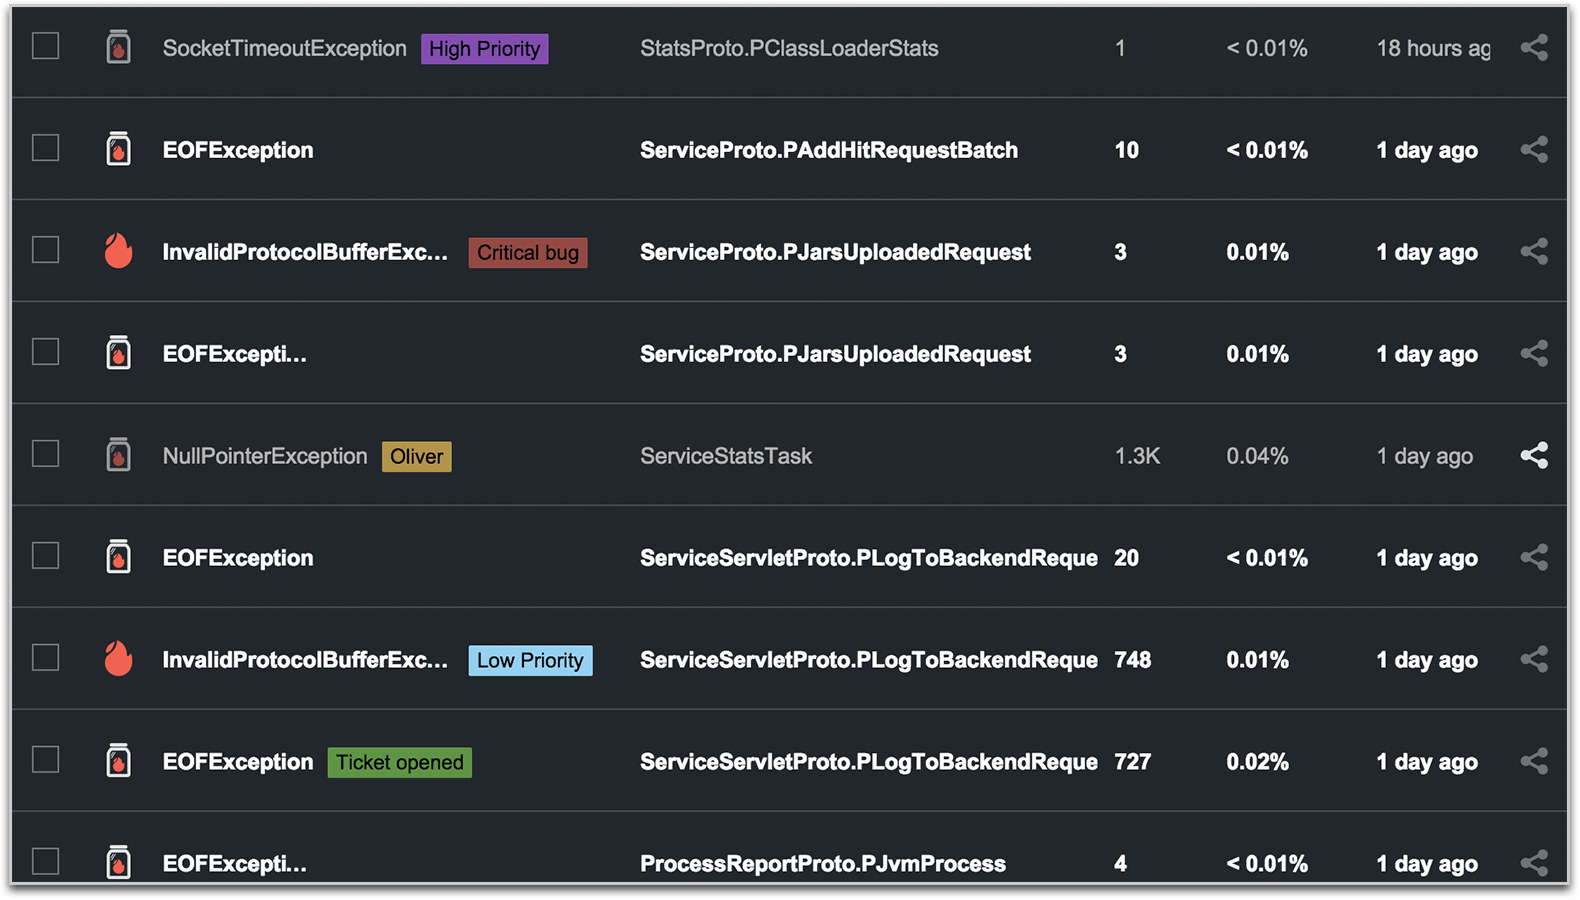 SocketTimeoutException High Priority StatsProto.PClassLoaderStats 1 < 0.01% 18 hours ag
EOFException ServiceProto.PAddHitRequestBatch 10 < 0.01% 1 day ago
InvalidProtocolBufferExc... Critical bug ServiceProto.PJarsUploadedRequest 3 0.01% 1 day ago
EOFExcepti... ServiceProto.PJarsUploadedRequest 3 0.01% 1 day ago
NullPointerException Oliver ServiceStatsTask 1.3K 0.04% 1 day ago
EOFException ServiceServletProto.PLogToBackendReque 20 < 0.01% 1 day ago
InvalidProtocolBufferExc... Low Priority ServiceServletProto.PLogToBackendReque 748 0.01% 1 day ago
EOFException Ticket opened ServiceServletProto.PLogToBackendReque 727 0.02% 1 day ago
EOFExcepti... ProcessReportProto.PJvmProcess 4 < 0.01% 1 day ago